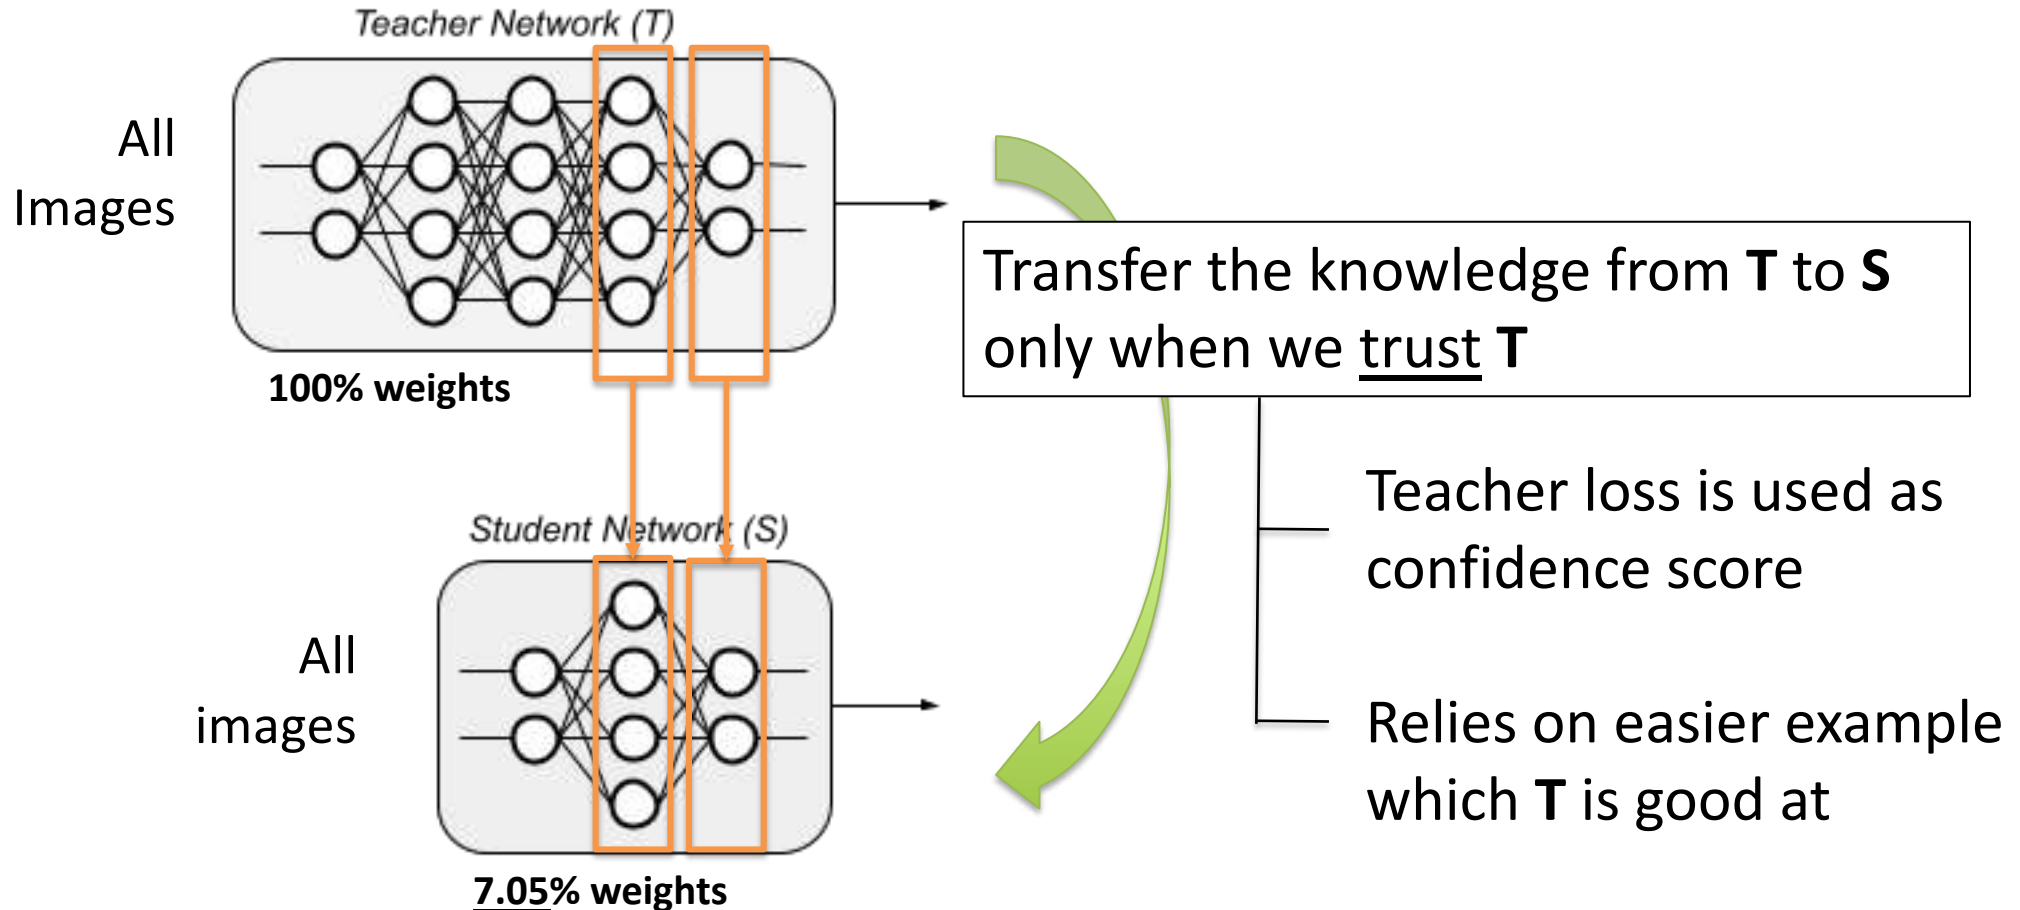 Teacher Network (T)
All
Images
100% weights
Transfer the knowledge from T to S
only when we trust T
Teacher loss is used as
confidence score
Student Network (S)
All
images
Relies on easier example
which T is good at
7.05% weights